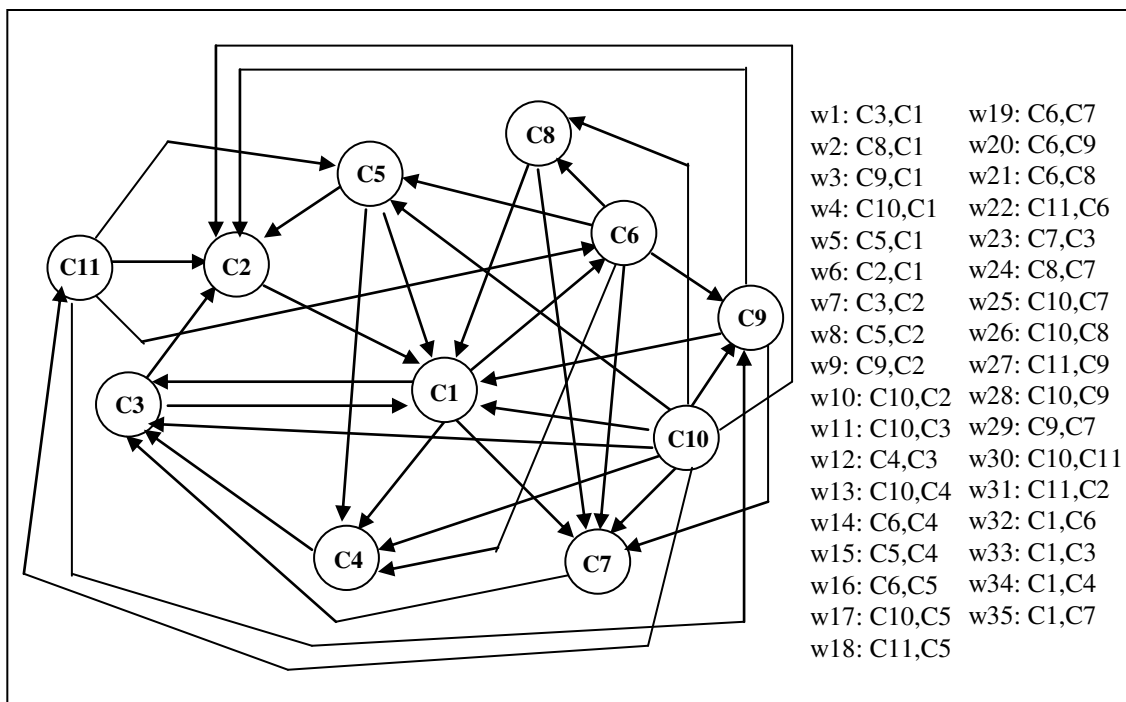 C8
C5
C6
C11
C2
C9
C1
C3
C10
C4
C7
w1: C3,C1
w2: C8,C1
w3: C9,C1
w4: C10,C1
w5: C5,C1
w6: C2,C1
w7: C3,C2
w8: C5,C2
w9: C9,C2
w10: C10,C2
w11: C10,C3
w12: C4,C3
w13: C10,C4
w14: C6,C4
w15: C5,C4
w16: C6,C5
w17: C10,C5
w18: C11,C5
w19: C6,C7
w20: C6,C9
w21: C6,C8
w22: C11,C6
w23: C7,C3
w24: C8,C7
w25: C10,C7
w26: C10,C8
w27: C11,C9
w28: C10,C9
w29: C9,C7
w30: C10,C11
w31: C11,C2
w32: C1,C6
w33: C1,C3
w34: C1,C4
w35: C1,C7